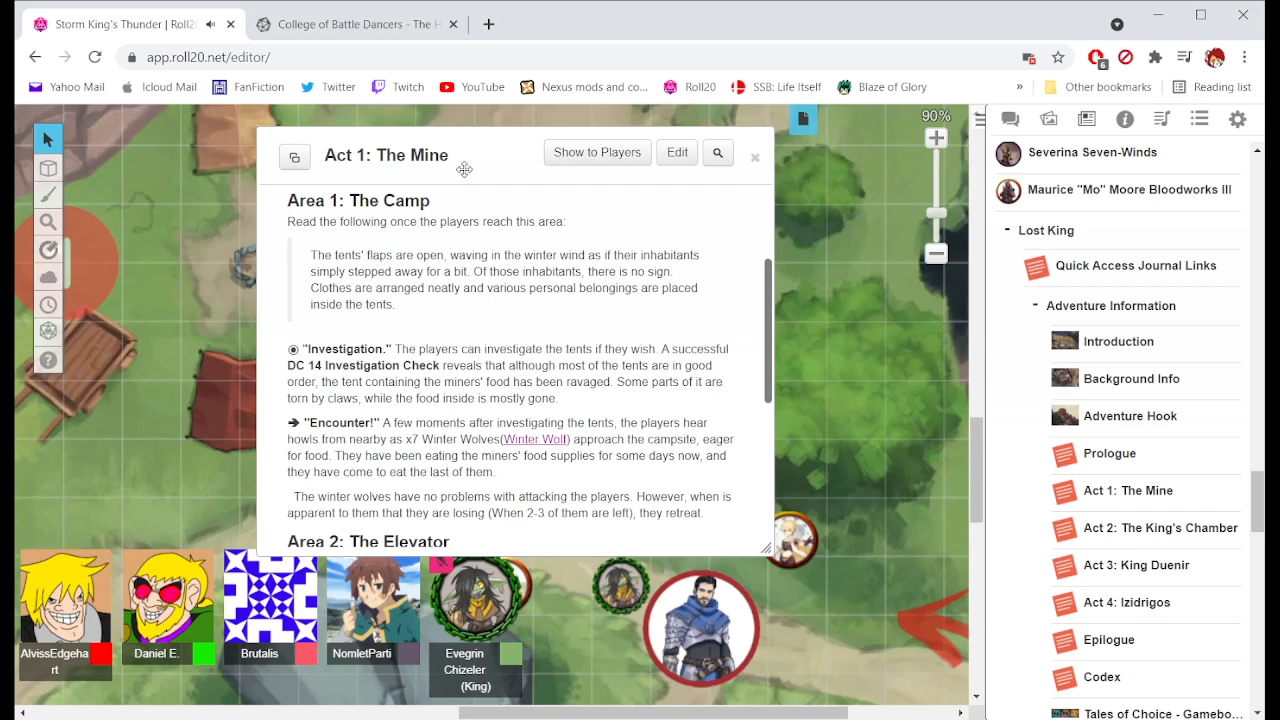 Storm King's Thunder | Roll20
College of Battle Dancers - The H
app.roll20.net/editor/
6
Yahoo Mail
Icloud Mail
FanFiction
Twitter
Twitch
YouTube
Nexus mods and co...
Roll20
SSB: Life Itself
Blaze of Glory
»
Other bookmarks
Reading list
90%
Act 1: The Mine
Show to Players
Edit
Area 1: The Camp
Read the following once the players reach this area:
The tents' flaps are open, waving in the winter wind as if their inhabitants
simply stepped away for a bit. Of those inhabitants, there is no sign.
Clothes are arranged neatly and various personal belongings are placed
inside the tents.
"Investigation." The players can investigate the tents if they wish. A successful
DC 14 Investigation Check reveals that although most of the tents are in good
order, the tent containing the miners' food has been ravaged. Some parts of it are
torn by claws, while the food inside is mostly gone.
➔ "Encounter!" A few moments after investigating the tents, the players hear
howls from nearby as x7 Winter Wolves(Winter Wolf) approach the campsite, eager
for food. They have been eating the miners' food supplies for some days now, and
they have come to eat the last of them.
The winter wolves have no problems with attacking the players. However, when is
apparent to them that they are losing (When 2-3 of them are left), they retreat.
Area 2: The Elevator
AlvissEdgeha
rt
Daniel E.
Brutalis
NomletParti
Evegrin
Chizeler
(King)
Severina Seven-Winds
Maurice "Mo" Moore Bloodworks III
Lost King
Quick Access Journal Links
Adventure Information
Introduction
Background Info
Adventure Hook
Prologue
Act 1: The Mine
Act 2: The King's Chamber
Act 3: King Duenir
Act 4: Izidrigos
Epilogue
Codex
Tales of Choice - Gamebo...